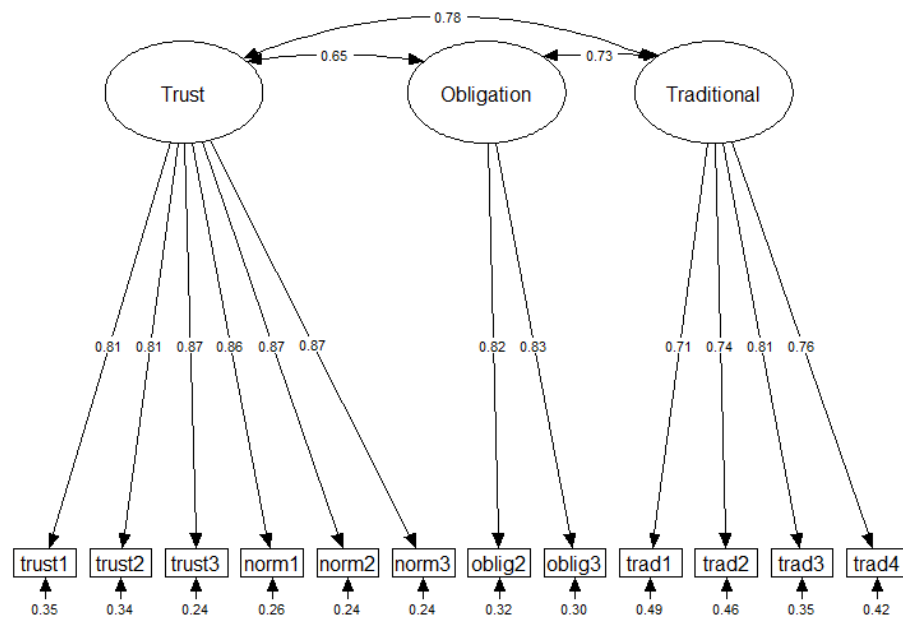 0.78
0.65
0.73
Trust
Obligation
Traditional
0.81 0.81 0.87 0.86 0.87 0.87 0.82 0.83 0.71 0.74 0.81 0.76
trust1 trust2 trust3 norm1 norm2 norm3 oblig2 oblig3 trad1 trad2 trad3 trad4
0.35 0.34 0.24 0.26 0.24 0.24 0.32 0.30 0.49 0.46 0.35 0.42